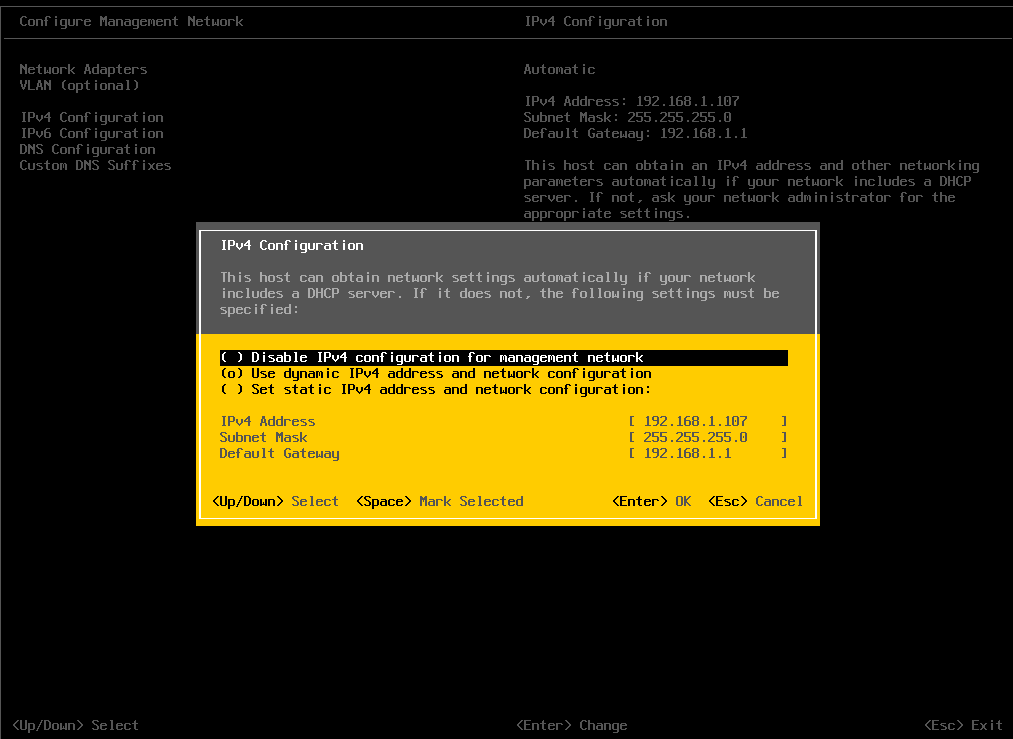 Configure Management Network
IPv4 Configuration
Network Adapters
VLAN (optional)
IPv4 Configuration
IPv6 Configuration
DNS Configuration
Custom DNS Suffixes
Automatic
IPv4 Address: 192.168.1.107
Subnet Mask: 255.255.255.0
Default Gateway: 192.168.1.1
This host can obtain an IPv4 address and other networking
parameters automatically if your network includes a DHCP
server. If not, ask your network administrator for the
appropriate settings.
IPv4 Configuration
This host can obtain network settings automatically if your network
includes a DHCP server. If it does not, the following settings must be
specified:
( ) Disable IPv4 configuration for management network
(o) Use dynamic IPv4 address and network configuration
( ) Set static IPv4 address and network configuration:
IPv4 Address [ 192.168.1.107 ]
Subnet Mask [ 255.255.255.0 ]
Default Gateway [ 192.168.1.1 ]
<Up/Down> Select <Space> Mark Selected <Enter> OK <Esc> Cancel
<Up/Down> Select <Enter> Change <Esc> Exit